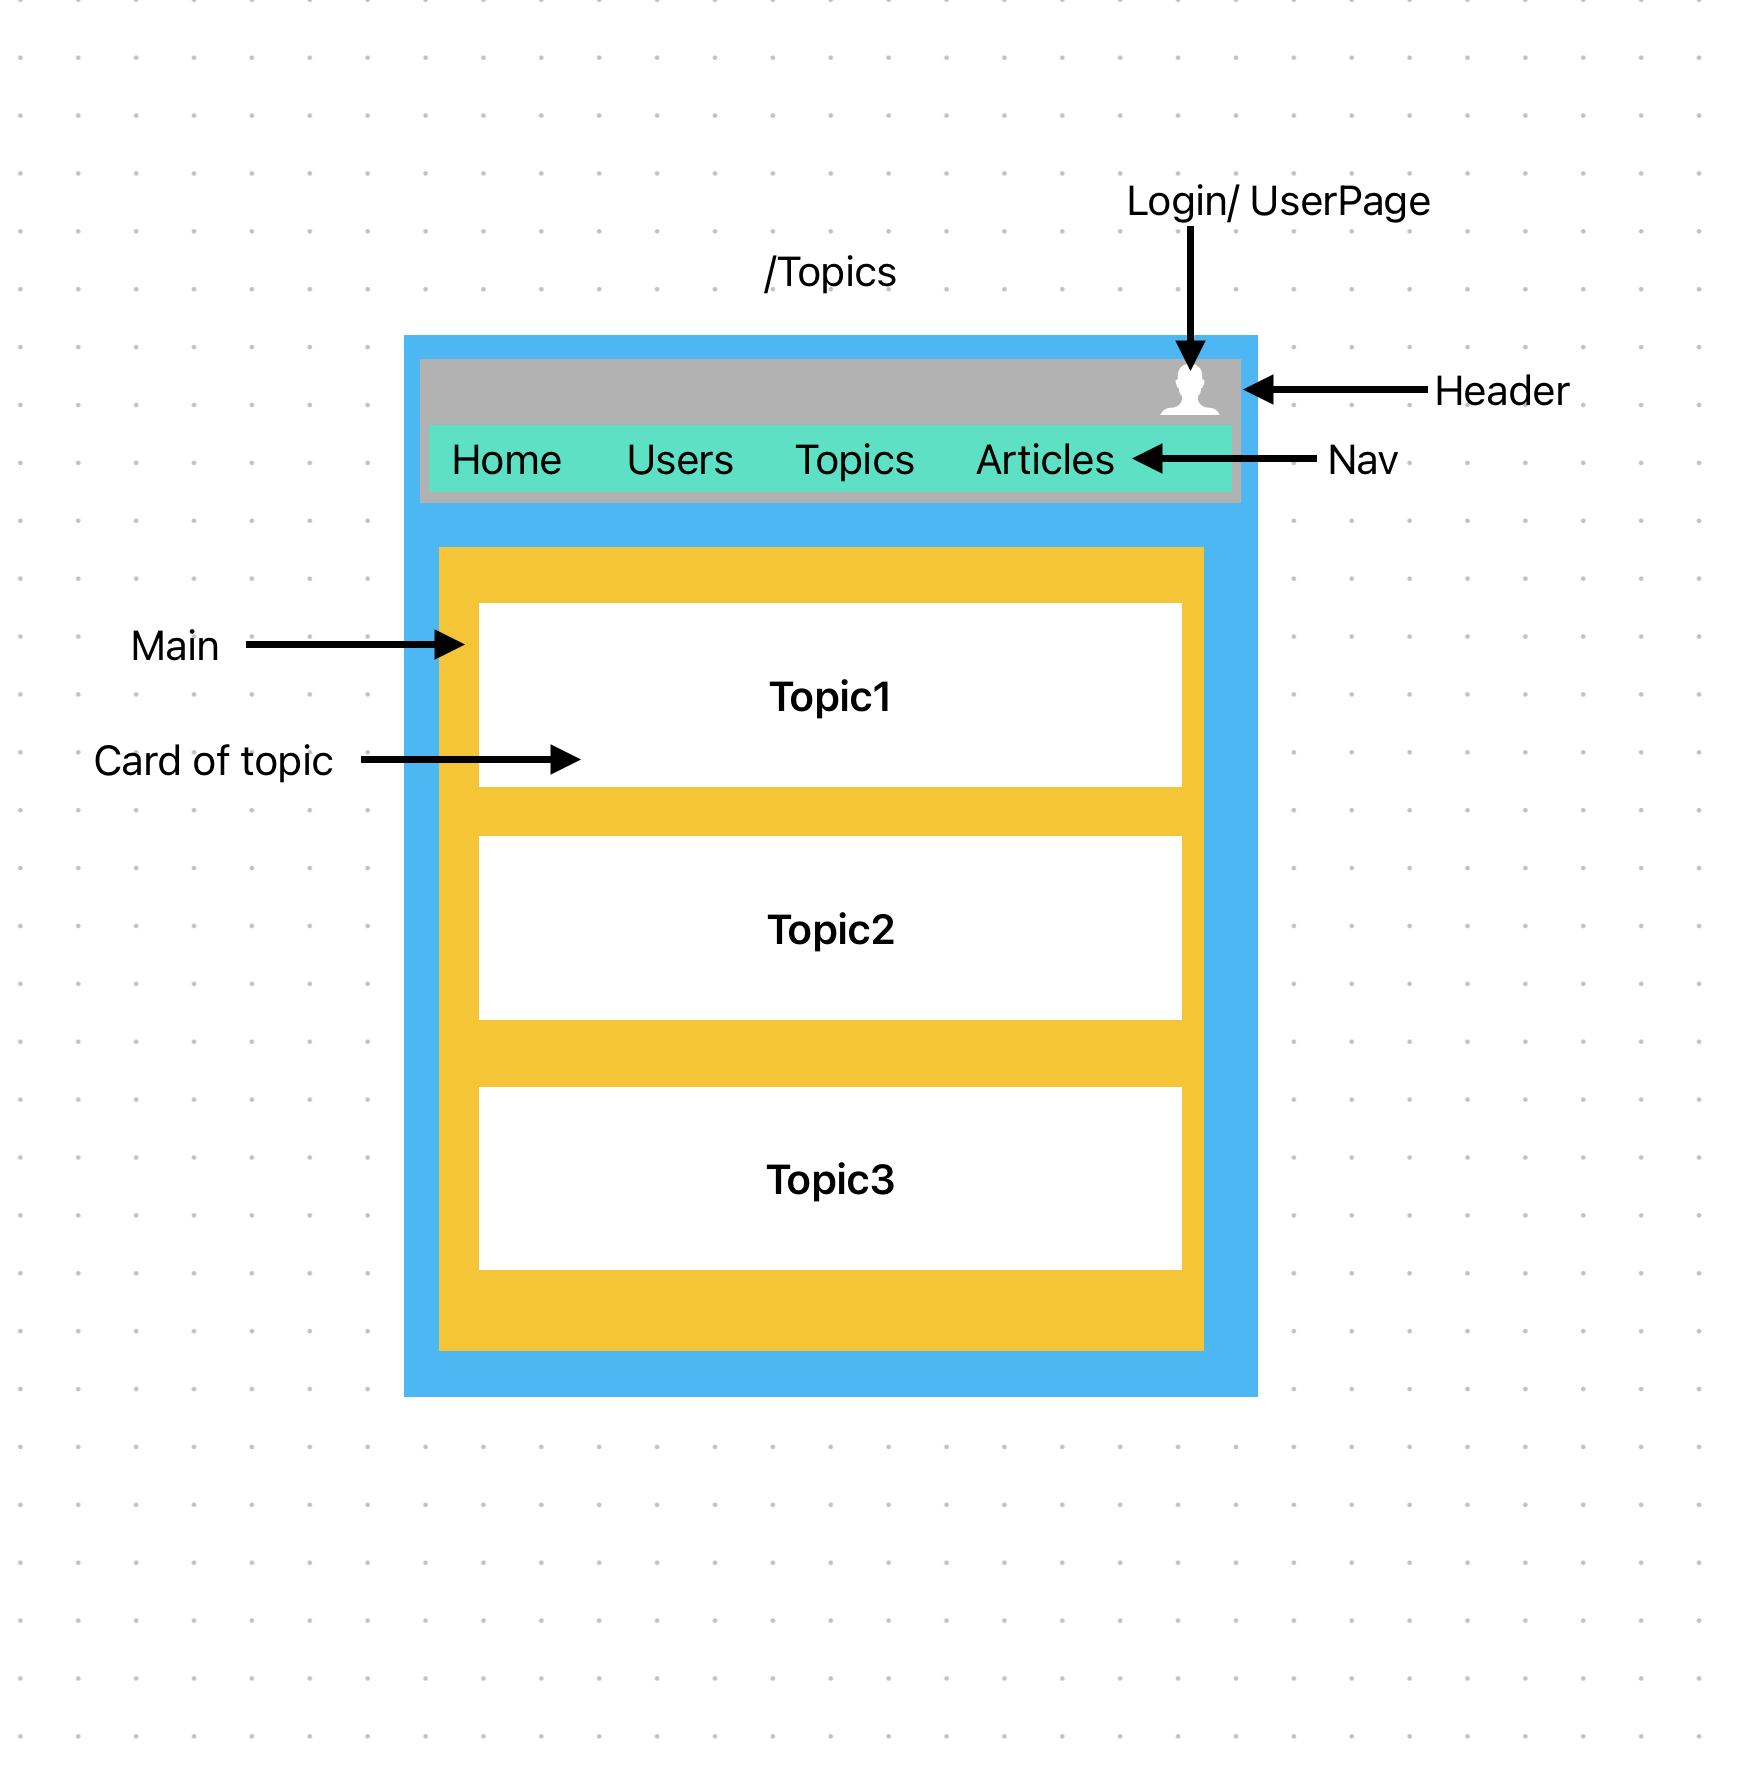 Login/ UserPage
/Topics
Header
Home Users Topics Articles
Nav
Main
Topic1
Card of topic
Topic2
Topic3